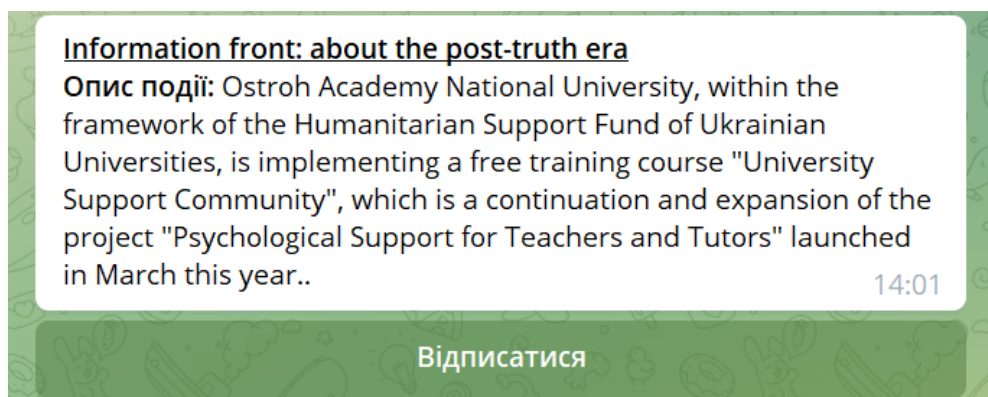 Information front: about the post-truth era
Опис події: Ostroh Academy National University, within the
framework of the Humanitarian Support Fund of Ukrainian
Universities, is implementing a free training course "University
Support Community", which is a continuation and expansion of the
project "Psychological Support for Teachers and Tutors" launched
in March this year..
14:01
Відписатися